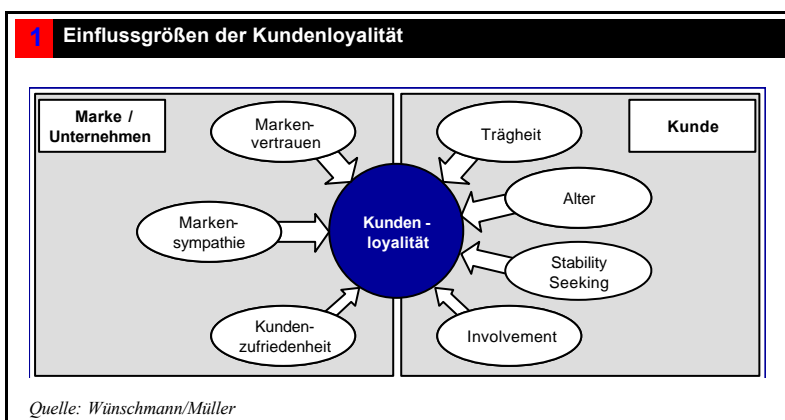 1 Einflussgrößen der Kundenloyalität
Marke /
Unternehmen
Marken-
vertrauen
Marken-
sympathie
Kunden-
zufriedenheit
Kunden -
loyalität
Kunde
Trägheit
Alter
Stability
Seeking
Involvement
Quelle: Wünschmann/Müller